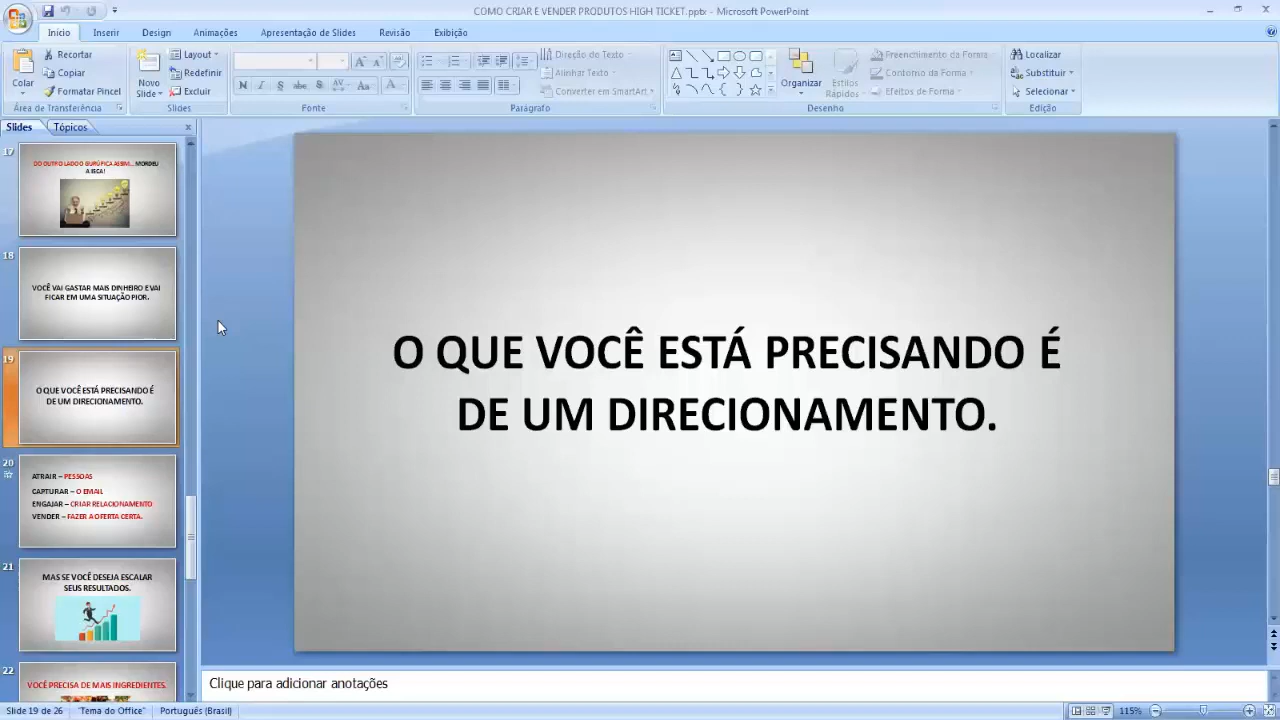 COMO CRIAR E VENDER PRODUTOS HIGH TICKET.pptx - Microsoft PowerPoint
Início
Inserir
Design
Animações
Apresentação de Slides
Revisão
Exibição
Colar
Recortar
Copiar
Formatar Pincel
Área de Transferência
Novo Slide
Layout
Redefinir
Excluir
Slides
N I S abc S AV Aa A
Fonte
Direção do Texto
Alinhar Texto
Converter em SmartArt
Parágrafo
Organizar
Estilos Rápidos
Preenchimento da Forma
Contorno da Forma
Efeitos de Forma
Desenho
Localizar
Substituir
Selecionar
Edição
Slides
Tópicos
17
DO OUTRO LADO O GURU FICA ASSIM... MORDEU
A ISCA!
18
VOCÊ VAI GASTAR MAIS DINHEIRO E VAI
FICAR EM UMA SITUAÇÃO PIOR.
19
O QUE VOCÊ ESTÁ PRECISANDO É
DE UM DIRECIONAMENTO.
20
ATRAIR – PESSOAS
CAPTURAR – O EMAIL
ENGAJAR – CRIAR RELACIONAMENTO
VENDER – FAZER A OFERTA CERTA.
21
MAS SE VOCÊ DESEJA ESCALAR
SEUS RESULTADOS.
22
VOCÊ PRECISA DE MAIS INGREDIENTES.
O QUE VOCÊ ESTÁ PRECISANDO É
DE UM DIRECIONAMENTO.
Clique para adicionar anotações
Slide 19 de 26
"Tema do Office"
Português (Brasil)
115%